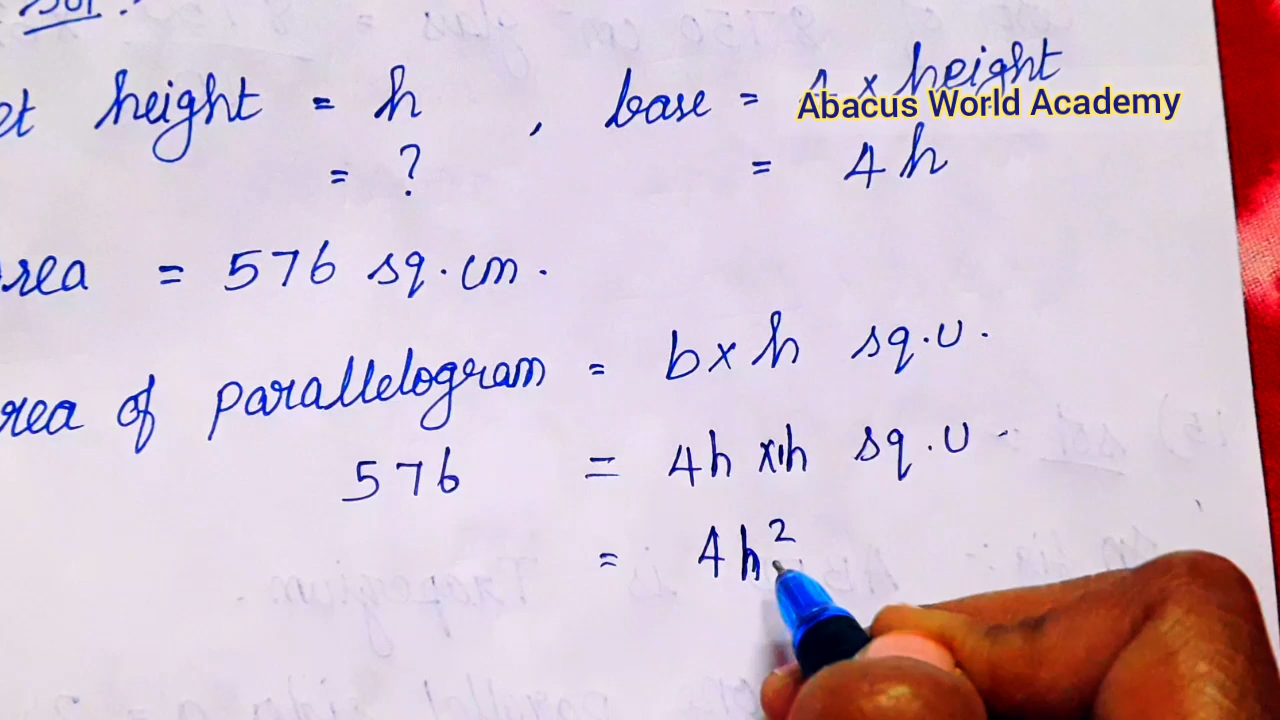 Sol:
et height = h , base = 4 x height
Abacus World Academy
= ? = 4h
rea = 576 sq.cm.
rea of parallelogram = b x h sq.u.
576 = 4h x h sq.u.
= 4h²